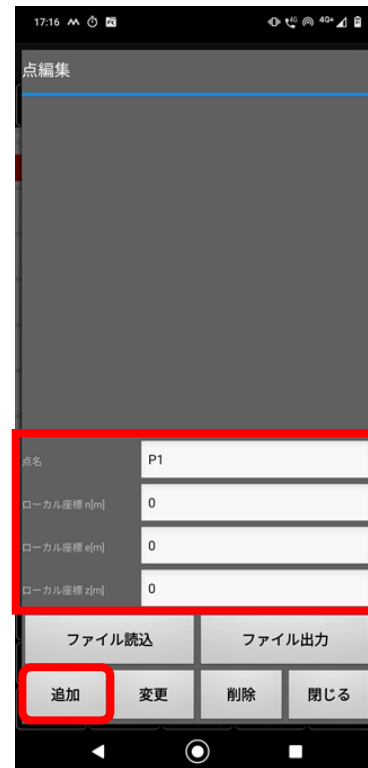 17:16
4G 4G+
点編集
点名 P1
ローカル座標 n[m] 0
ローカル座標 e[m] 0
ローカル座標 z[m] 0
ファイル読込 ファイル出力
追加 変更 削除 閉じる